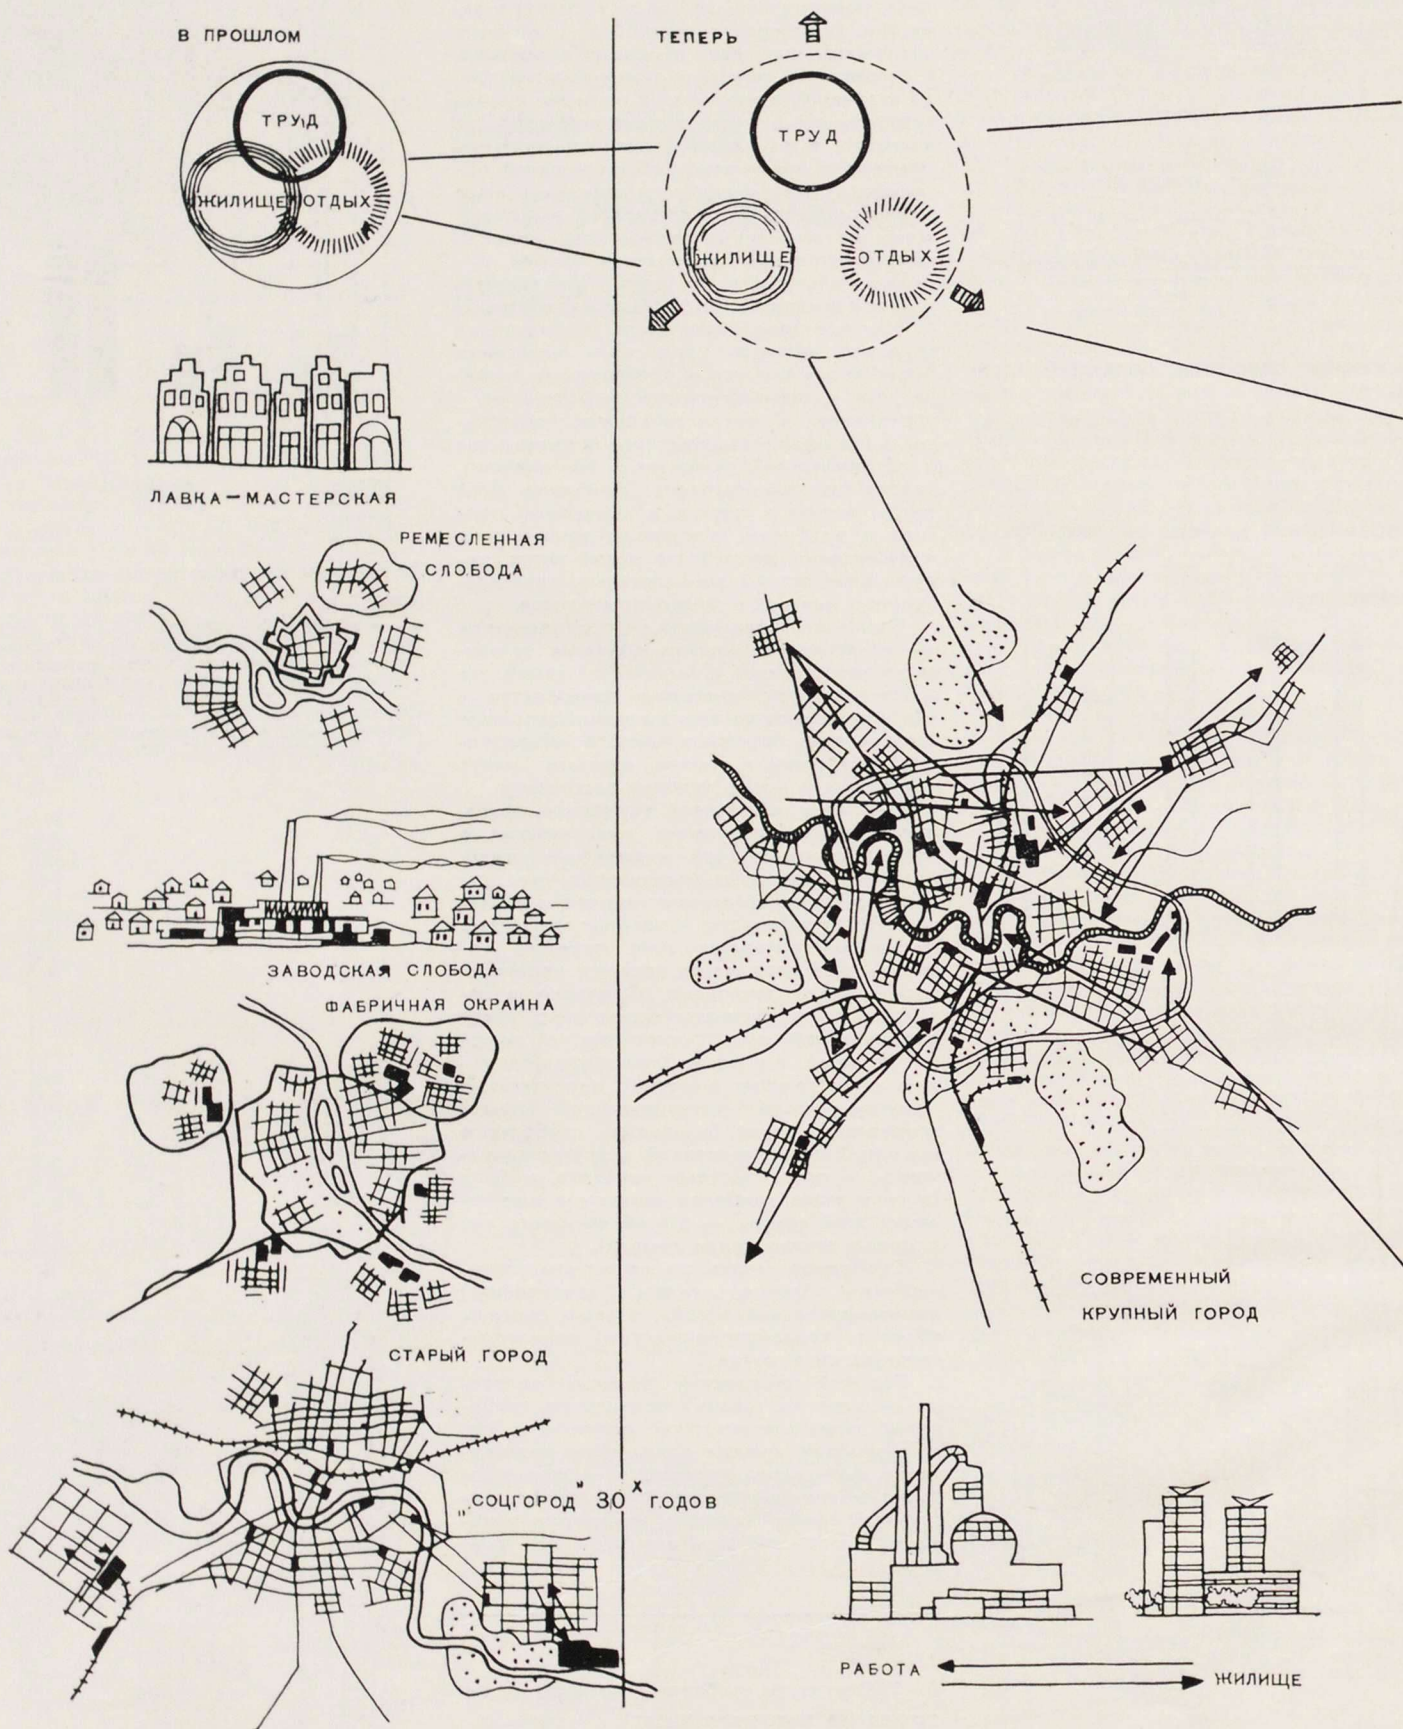 В ПРОШЛОМ
ТРУД
ЖИЛИЩЕ ОТДЫХ
ЛАВКА—МАСТЕРСКАЯ
РЕМЕСЛЕННАЯ
СЛОБОДА
ЗАВОДСКАЯ СЛОБОДА
ФАБРИЧНАЯ ОКРАИНА
СТАРЫЙ ГОРОД
„СОЦГОРОД" 30Х ГОДОВ
ТЕПЕРЬ
ТРУД
ЖИЛИЩЕ ОТДЫХ
СОВРЕМЕННЫЙ
КРУПНЫЙ ГОРОД
РАБОТА
ЖИЛИЩЕ